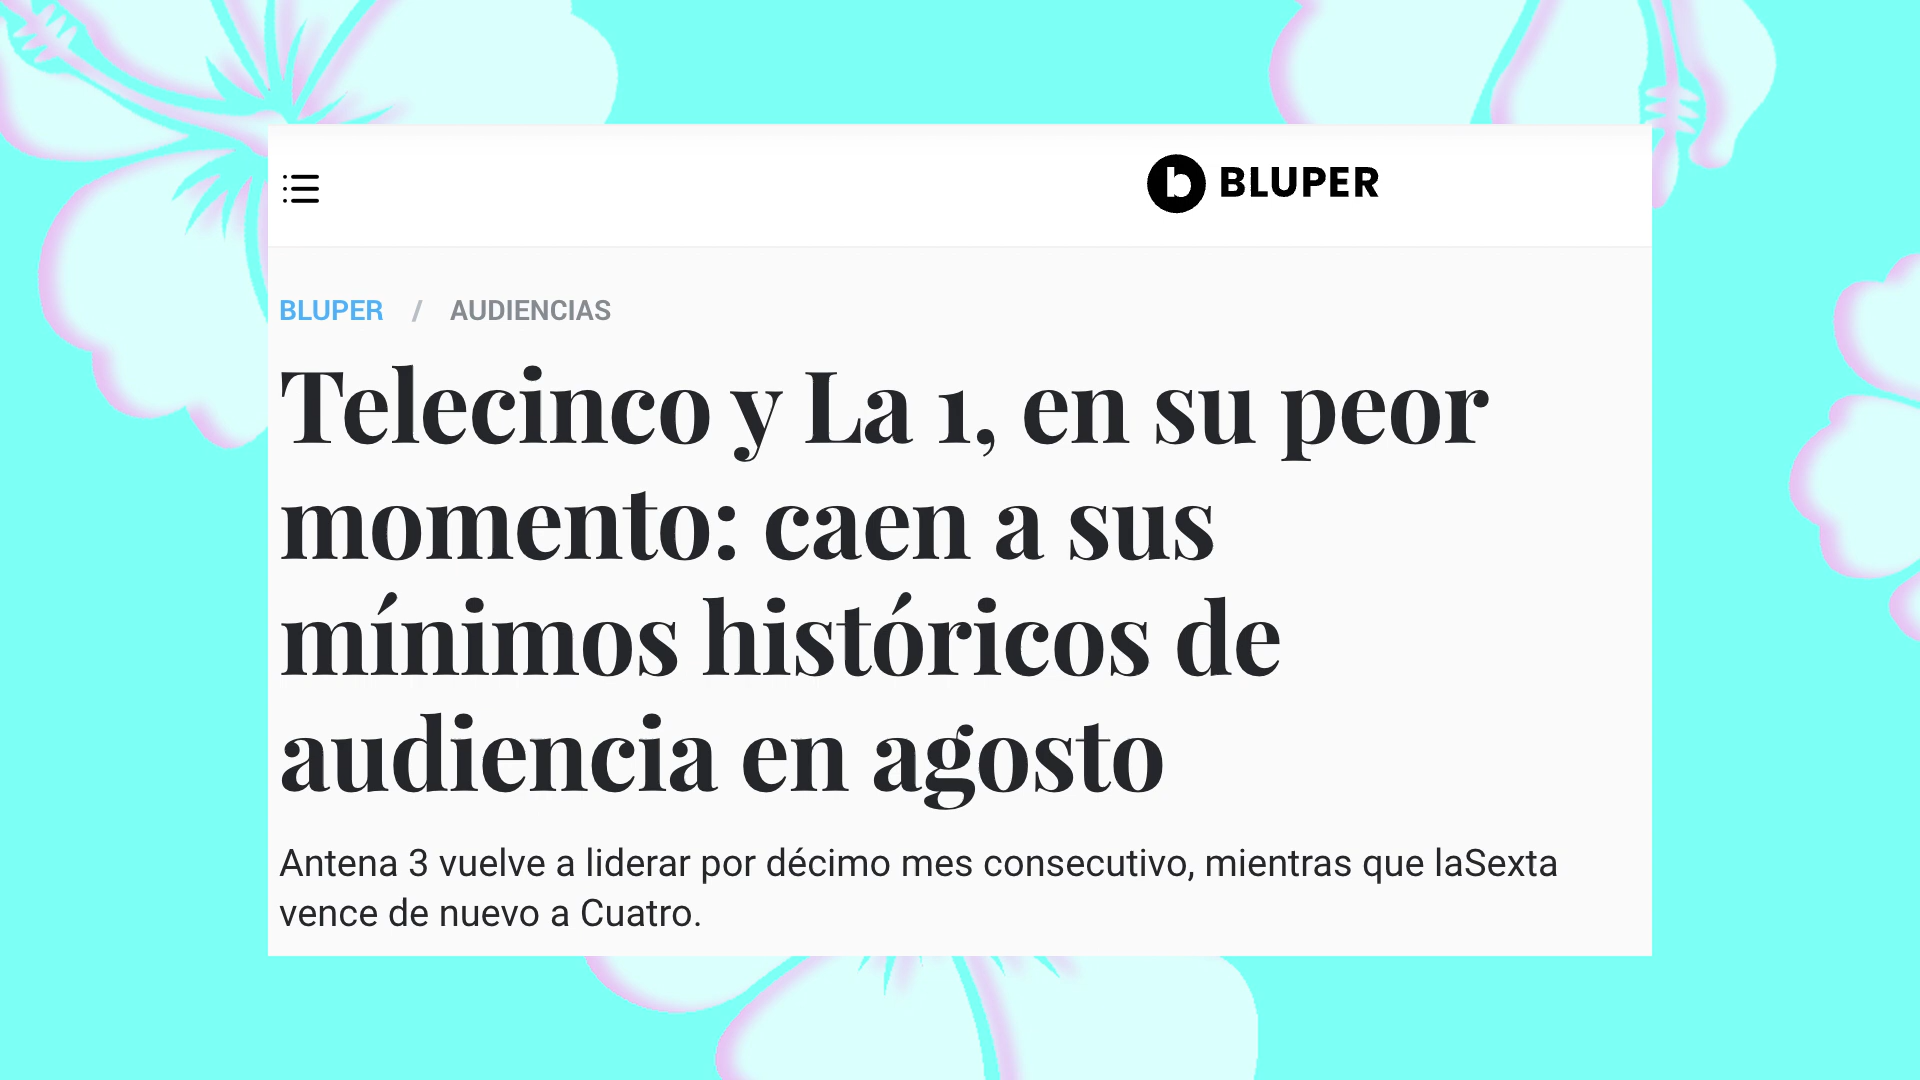 BLUPER
BLUPER / AUDIENCIAS
Telecinco y La 1, en su peor
momento: caen a sus
mínimos históricos de
audiencia en agosto
Antena 3 vuelve a liderar por décimo mes consecutivo, mientras que laSexta
vence de nuevo a Cuatro.